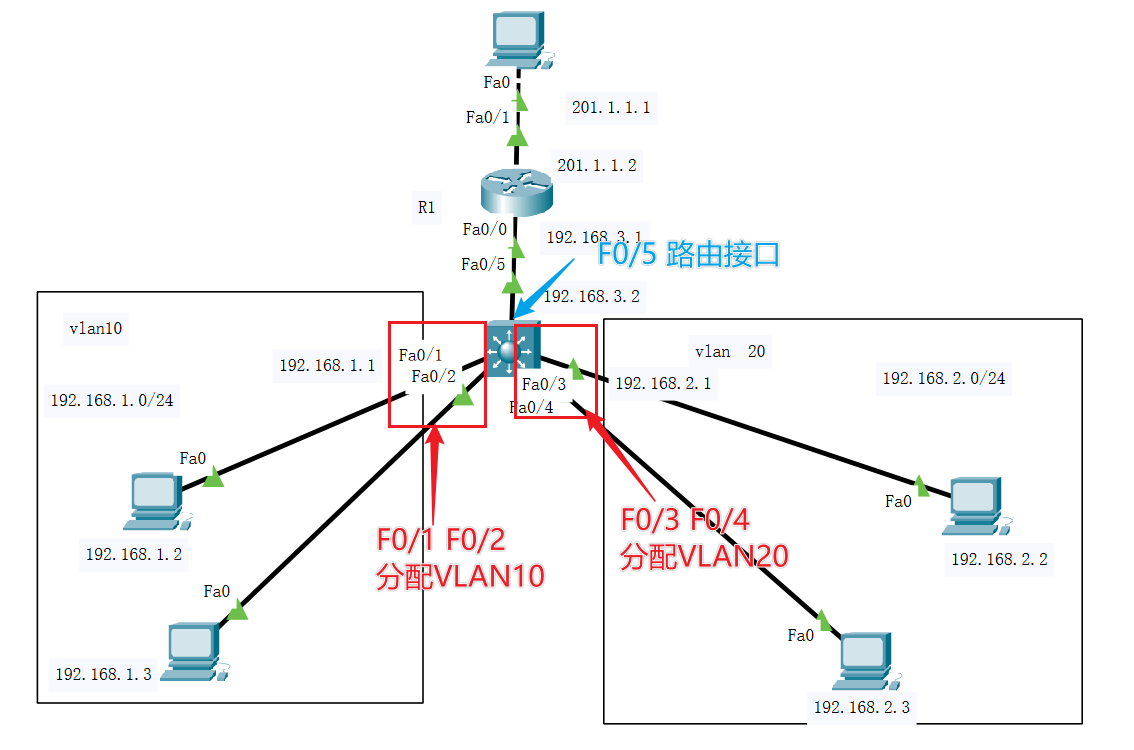 Fa0
Fa0/1
201.1.1.1
201.1.1.2
R1
Fa0/0
192.168.3.1
F0/5 路由接口
Fa0/5
192.168.3.2
vlan10
192.168.1.0/24
192.168.1.1
Fa0/1
Fa0/2
Fa0/3
Fa0/4
192.168.2.1
vlan 20
192.168.2.0/24
Fa0
192.168.1.2
Fa0
192.168.1.3
F0/1 F0/2
分配VLAN10
F0/3 F0/4
分配VLAN20
Fa0
192.168.2.2
Fa0
192.168.2.3